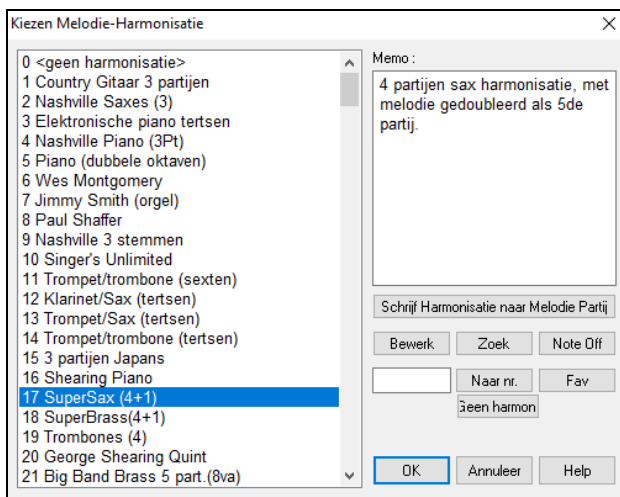 Kiezen Melodie-Harmonisatie
0 <geen harmonisatie>
1 Country Gitaar 3 partijen
2 Nashville Saxes (3)
3 Elektronische piano tertsen
4 Nashville Piano (3Pt)
5 Piano (dubbele oktaven)
6 Wes Montgomery
7 Jimmy Smith (orgel)
8 Paul Shaffer
9 Nashville 3 stemmen
10 Singer's Unlimited
11 Trompet/trombone (sexten)
12 Klarinet/Sax (tertsen)
13 Trompet/Sax (tertsen)
14 Trompet/trombone (tertsen)
15 3 partijen Japans
16 Shearing Piano
17 SuperSax (4+1)
18 SuperBrass(4+1)
19 Trombones (4)
20 George Shearing Quint
21 Big Band Brass 5 part.(8va)
Memo :
4 partijen sax harmonisatie, met
melodie gedoubleerd als 5de
partij.
Schrijf Harmonisatie naar Melodie Partij
Bewerk Zoek Note Off
Naar nr. Fav
Geen harmon
OK Annuleer Help